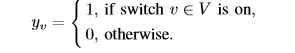 y_v = { 1, if switch v ∈ V is on,
0, otherwise.